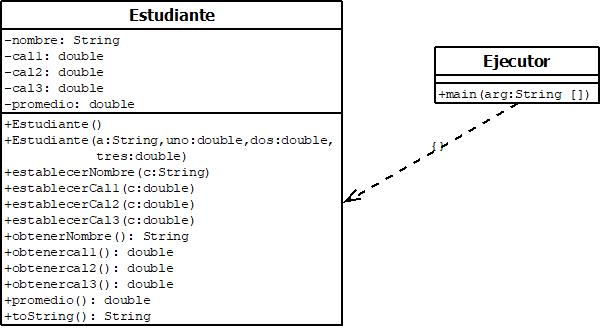 Estudiante
-nombre: String
-cal1: double
-cal2: double
-cal3: double
-promedio: double
+Estudiante()
+Estudiante(a:String,uno:double,dos:double,
tres:double)
+establecerNombre(c:String)
+establecerCal1(c:double)
+establecerCal2(c:double)
+establecerCal3(c:double)
+obtenerNombre(): String
+obtenercal1(): double
+obtenercal2(): double
+obtenercal3(): double
+promedio(): double
+toString(): String
Ejecutor
+main(arg:String [])
{}